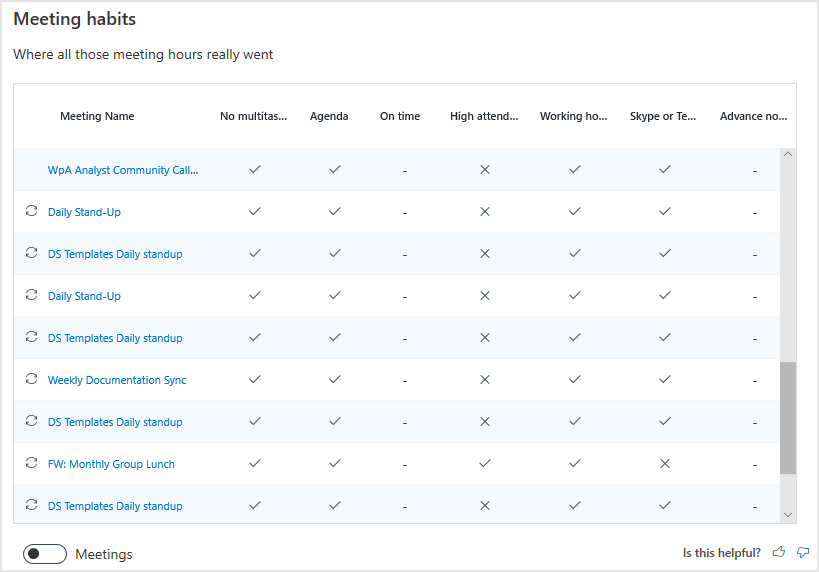 Meeting habits
Where all those meeting hours really went
Meeting Name No multitas... Agenda On time High attend... Working ho... Skype or Te... Advance no...
WpA Analyst Community Call... ✓ ✓ - ✕ ✓ ✓ -
Daily Stand-Up ✓ ✓ - ✕ ✓ ✓ -
DS Templates Daily standup ✓ ✓ - ✕ ✓ ✓ -
Daily Stand-Up ✓ ✓ - ✕ ✓ ✓ -
DS Templates Daily standup ✓ ✓ - ✕ ✓ ✓ -
Weekly Documentation Sync ✓ ✓ - ✕ ✓ ✓ -
DS Templates Daily standup ✓ ✓ - ✕ ✓ ✓ -
FW: Monthly Group Lunch ✓ ✓ - ✓ ✓ ✕ -
DS Templates Daily standup ✓ ✓ - ✕ ✓ ✓ -
Meetings Is this helpful?